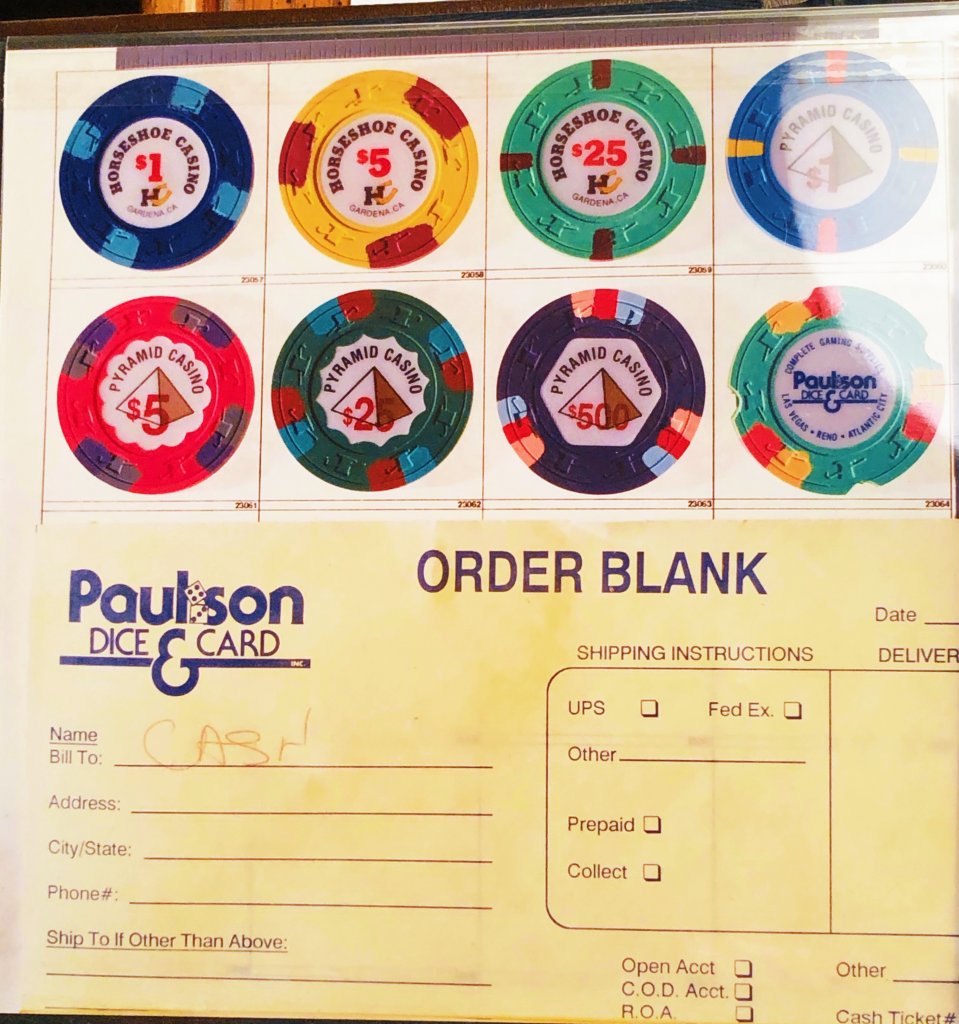 HORSESHOE CASINO
$1
H
GARDENA, CA
23057
HORSESHOE CASINO
$5
H
GARDENA, CA
23058
HORSESHOE CASINO
$25
H
GARDENA, CA
23059
PYRAMID CASINO
$1
23060
PYRAMID CASINO
$5
23061
PYRAMID CASINO
$25
23062
PYRAMID CASINO
$500
23063
COMPLETE GAMING SUPPLIES
Paulson
DICE & CARD
LAS VEGAS • RENO • ATLANTIC CITY
23064
Paulson
DICE & CARD
INC.
ORDER BLANK
Date
SHIPPING INSTRUCTIONS
DELIVER
UPS
Fed Ex.
Other
Prepaid
Collect
Name
Bill To: CASH
Address:
City/State:
Phone#:
Ship To If Other Than Above:
Open Acct
C.O.D. Acct.
R.O.A.
Other
Cash Ticket#